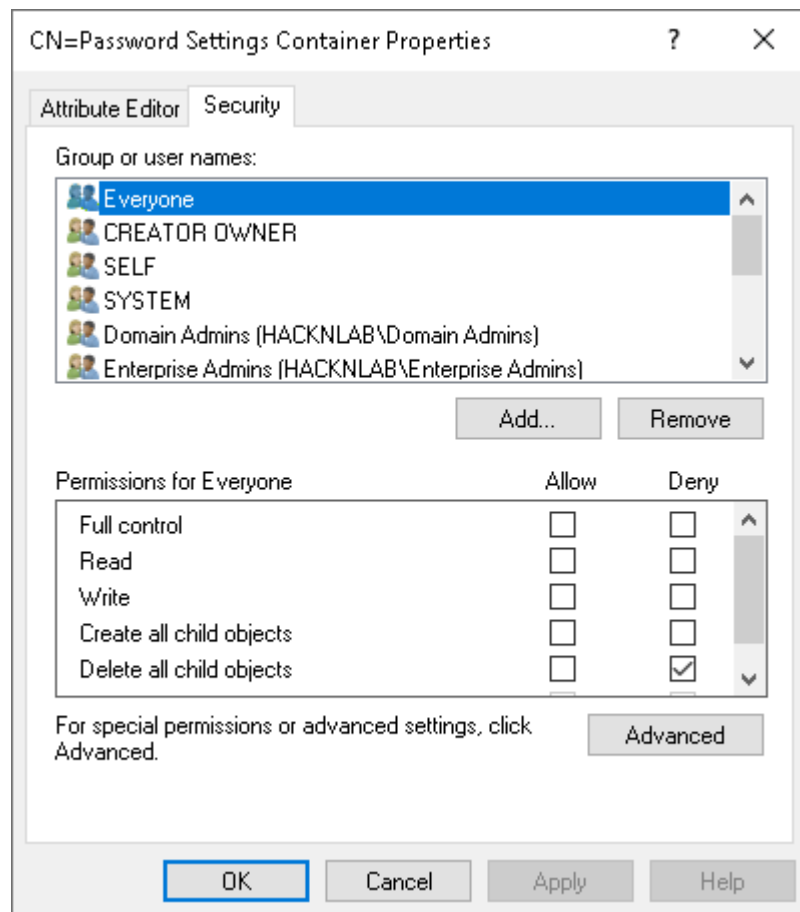 CN=Password Settings Container Properties ?
Attribute Editor Security
Group or user names:
Everyone
CREATOR OWNER
SELF
SYSTEM
Domain Admins (HACKNLAB\Domain Admins)
Enterprise Admins (HACKNLAB\Enterprise Admins)
Add... Remove
Permissions for Everyone Allow Deny
Full control
Read
Write
Create all child objects
Delete all child objects
For special permissions or advanced settings, click
Advanced.
Advanced
OK Cancel Apply Help